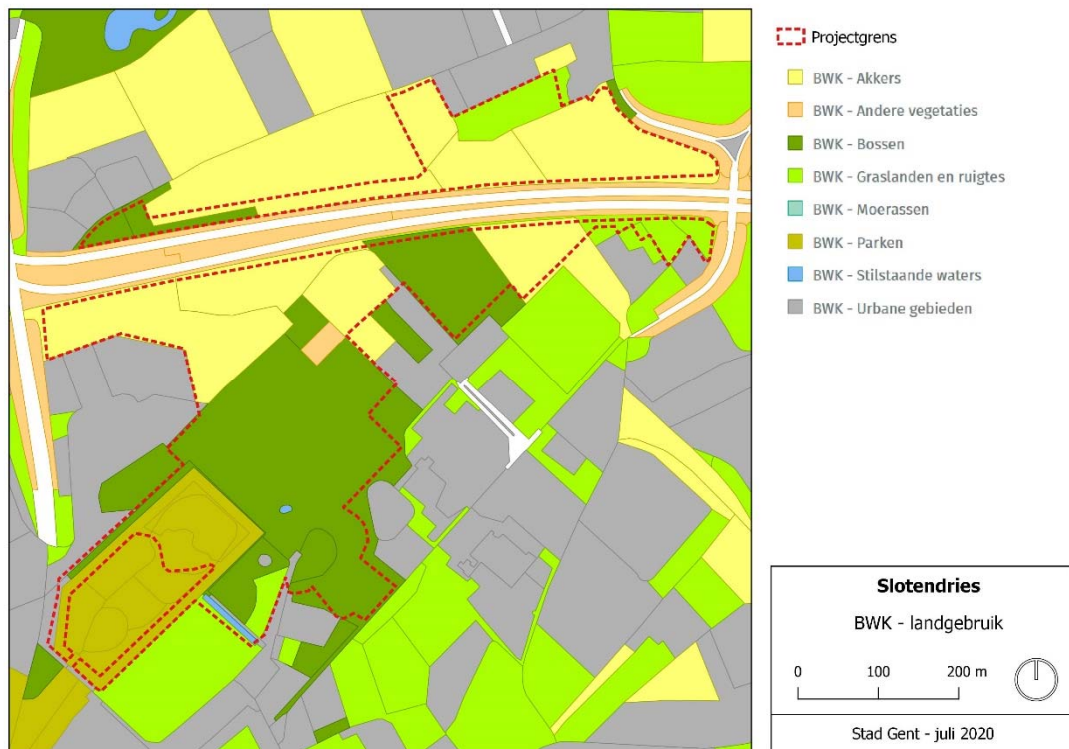 Projectgrens
BWK - Akkers
BWK - Andere vegetaties
BWK - Bossen
BWK - Graslanden en ruigtes
BWK - Moerassen
BWK - Parken
BWK - Stilstaande waters
BWK - Urbane gebieden
Slotendries
BWK - landgebruik
0 100 200 m
Stad Gent - juli 2020